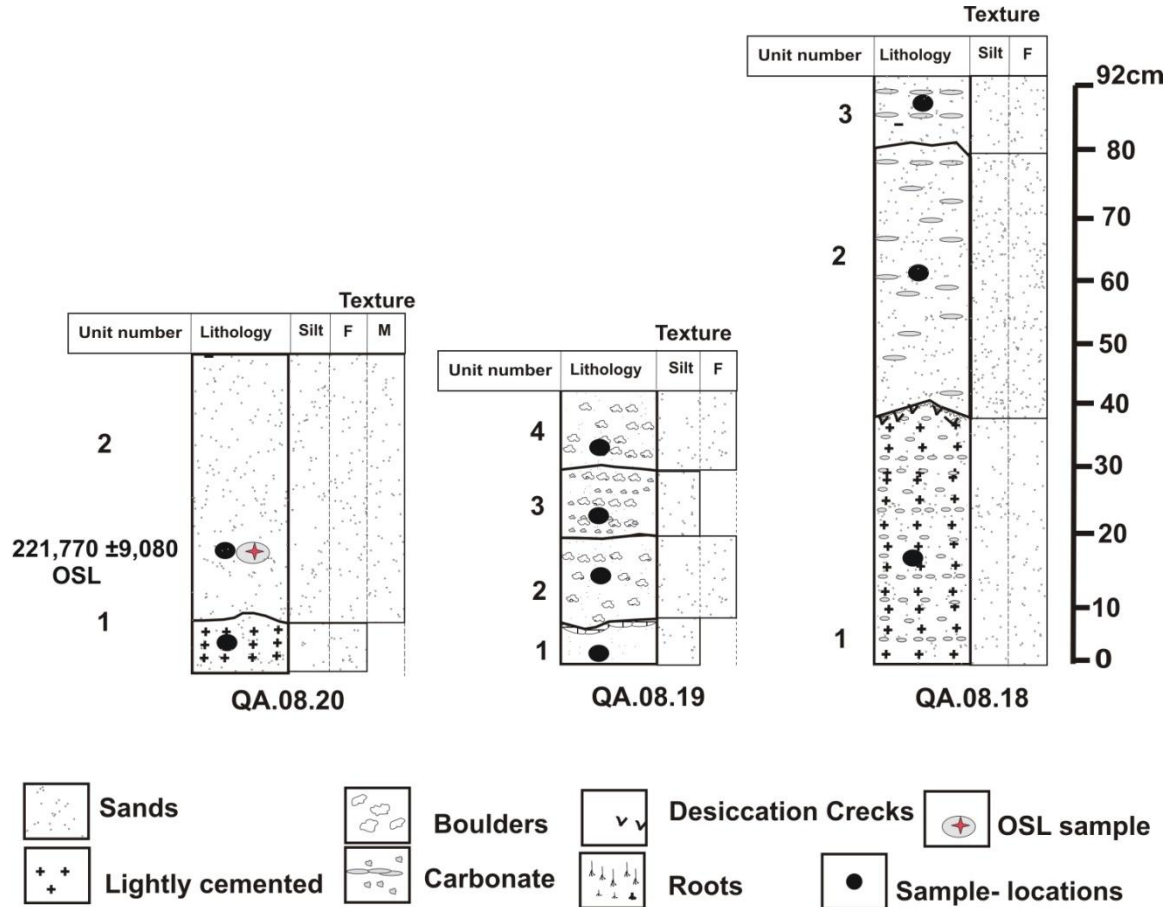 Texture
Unit number Lithology Silt F M
2
221,770 ±9,080
OSL
1
QA.08.20
Texture
Unit number Lithology Silt F
4
3
2
1
QA.08.19
Texture
Unit number Lithology Silt F
3
2
1
QA.08.18
92cm
80
70
60
50
40
30
20
10
0
Sands
Boulders
Desiccation Crecks
OSL sample
Lightly cemented
Carbonate
Roots
Sample- locations